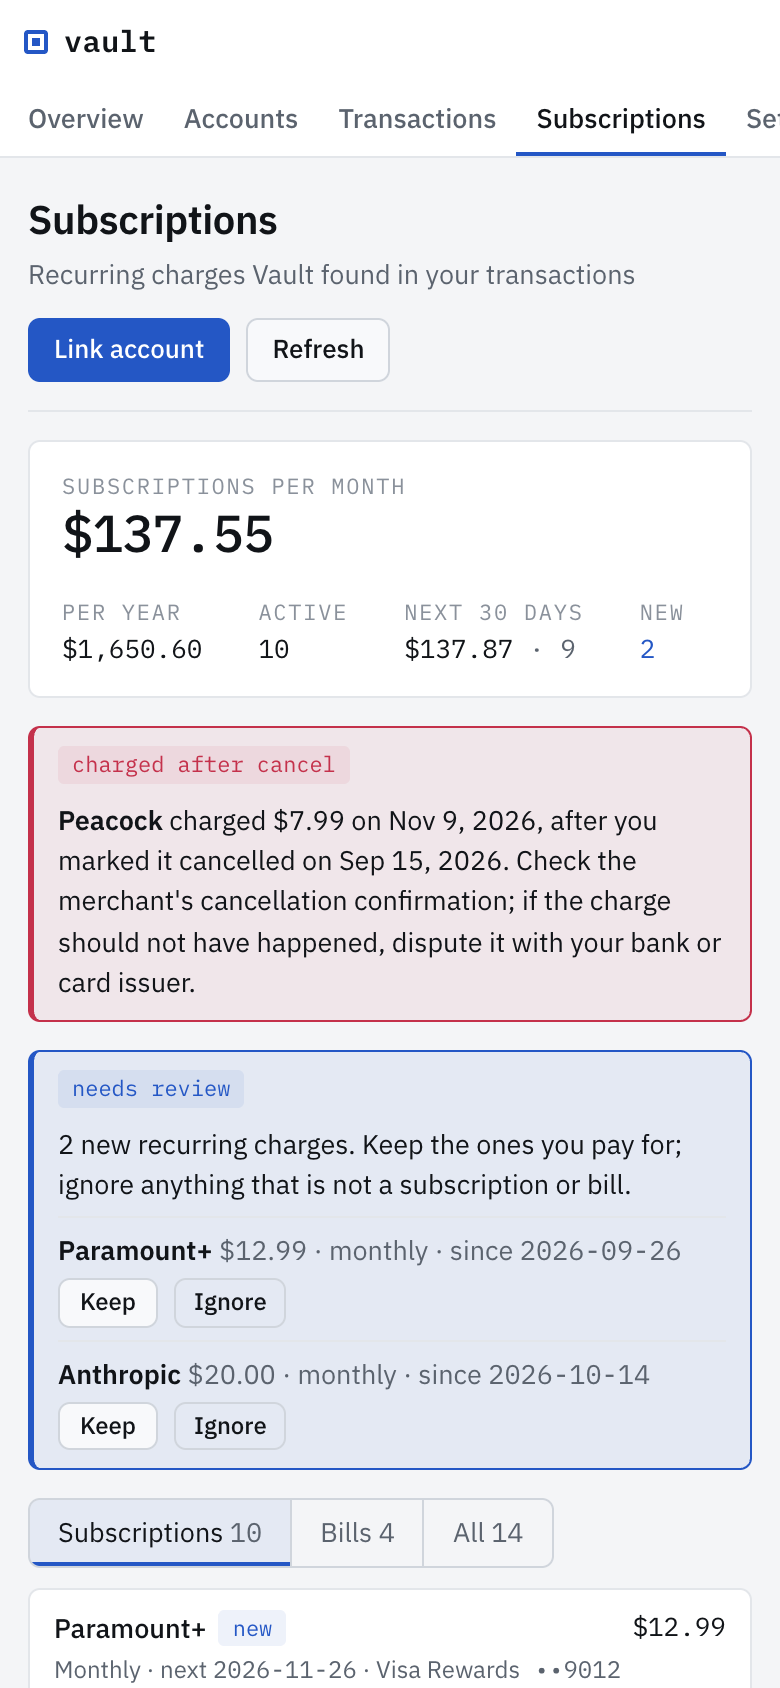 vault
Overview Accounts Transactions Subscriptions Set
Subscriptions
Recurring charges Vault found in your transactions
Link account Refresh
SUBSCRIPTIONS PER MONTH
$137.55
PER YEAR ACTIVE NEXT 30 DAYS NEW
$1,650.60 10 $137.87 · 9 2
charged after cancel
Peacock charged $7.99 on Nov 9, 2026, after you
marked it cancelled on Sep 15, 2026. Check the
merchant's cancellation confirmation; if the charge
should not have happened, dispute it with your bank or
card issuer.
needs review
2 new recurring charges. Keep the ones you pay for;
ignore anything that is not a subscription or bill.
Paramount+ $12.99 · monthly · since 2026-09-26
Keep Ignore
Anthropic $20.00 · monthly · since 2026-10-14
Keep Ignore
Subscriptions 10 Bills 4 All 14
Paramount+ new $12.99
Monthly · next 2026-11-26 · Visa Rewards ••9012